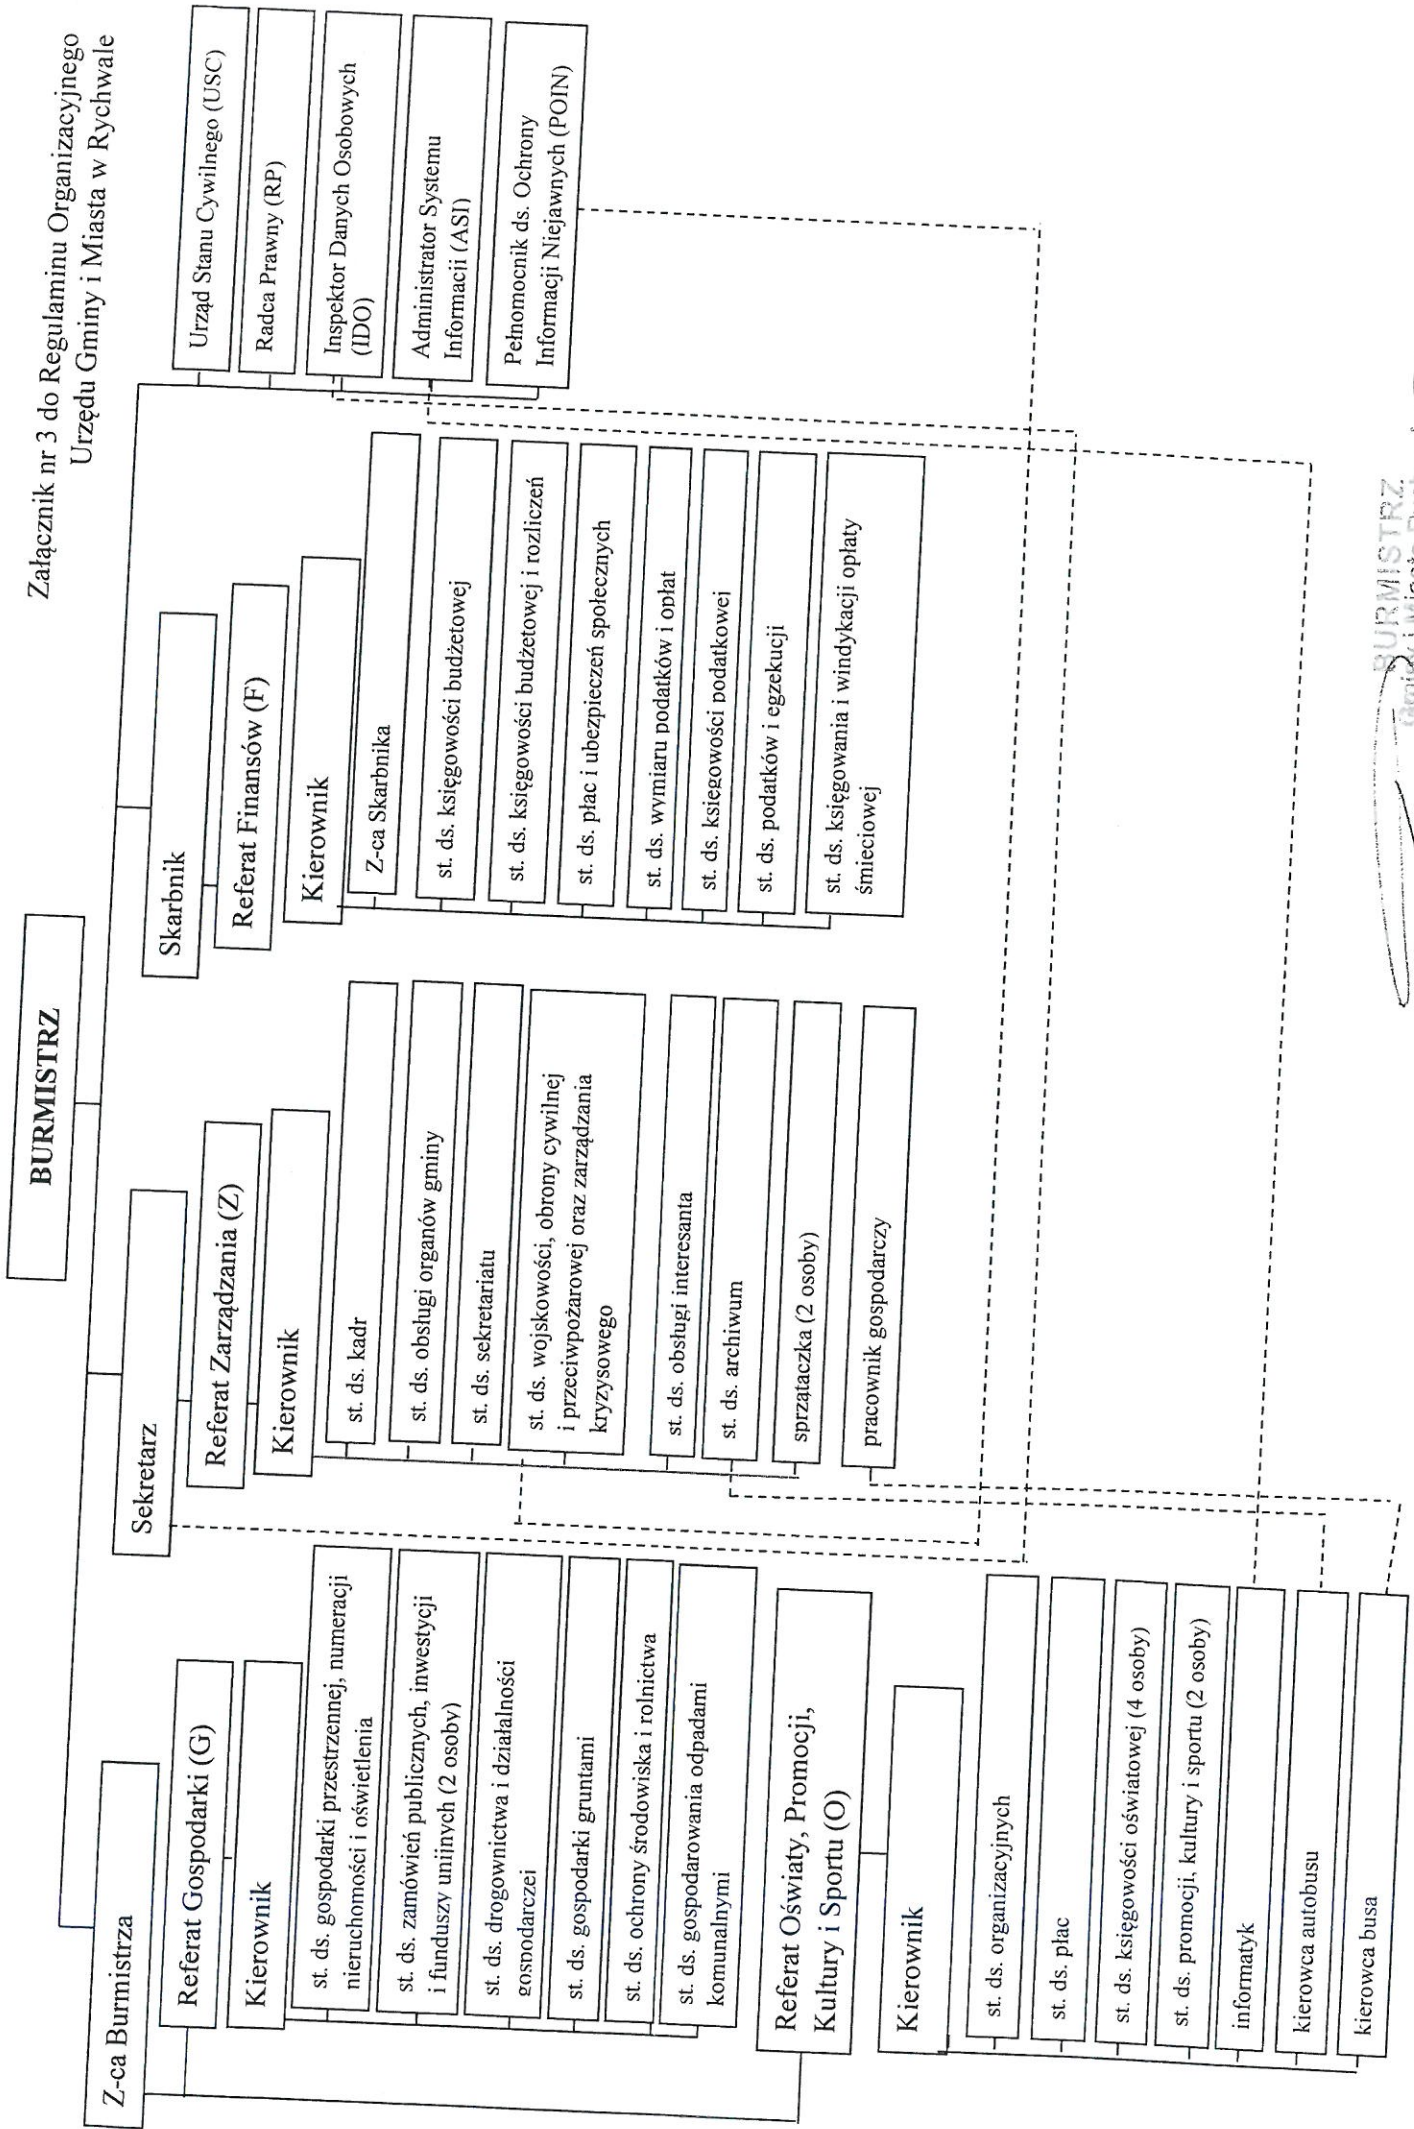 Załącznik nr 3 do Regulaminu Organizacyjnego
Urzędu Gminy i Miasta w Rychwale
BURMISTRZ
Z-ca Burmistrza
Referat Gospodarki (G)
Kierownik
st. ds. gospodarki przestrzennej, numeracji
nieruchomości i oświetlenia
st. ds. zamówień publicznych, inwestycji
i funduszy unijnych (2 osoby)
st. ds. drogownictwa i działalności
gospodarczej
st. ds. gospodarki gruntami
st. ds. ochrony środowiska i rolnictwa
st. ds. gospodarowania odpadami
komunalnymi
Referat Oświaty, Promocji,
Kultury i Sportu (O)
Kierownik
st. ds. organizacyjnych
st. ds. płac
st. ds. księgowości oświatowej (4 osoby)
st. ds. promocji, kultury i sportu (2 osoby)
informatyk
kierowca autobusu
kierowca busa
Sekretarz
Referat Zarządzania (Z)
Kierownik
st. ds. kadr
st. ds. obsługi organów gminy
st. ds. sekretariatu
st. ds. wojskowości, obrony cywilnej
i przeciwpożarowej oraz zarządzania
kryzysowego
st. ds. obsługi interesanta
st. ds. archiwum
sprzątaczka (2 osoby)
pracownik gospodarczy
Skarbnik
Referat Finansów (F)
Kierownik
Z-ca Skarbnika
st. ds. księgowości budżetowej
st. ds. księgowości budżetowej i rozliczeń
st. ds. płac i ubezpieczeń społecznych
st. ds. wymiaru podatków i opłat
st. ds. księgowości podatkowej
st. ds. podatków i egzekucji
st. ds. księgowania i windykacji opłaty
śmieciowej
Urząd Stanu Cywilnego (USC)
Radca Prawny (RP)
Inspektor Danych Osobowych
(IDO)
Administrator Systemu
Informacji (ASI)
Pełnomocnik ds. Ochrony
Informacji Niejawnych (POIN)
BURMISTRZ